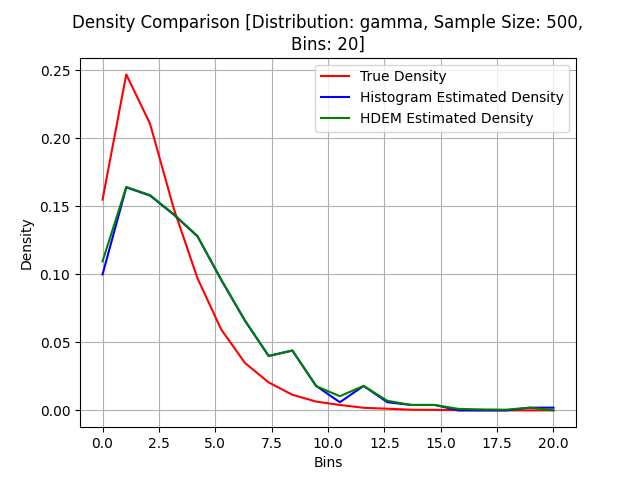 Density Comparison [Distribution: gamma, Sample Size: 500,
Bins: 20]
True Density
Histogram Estimated Density
HDEM Estimated Density
Density
0.25
0.20
0.15
0.10
0.05
0.00
0.0 2.5 5.0 7.5 10.0 12.5 15.0 17.5 20.0
Bins